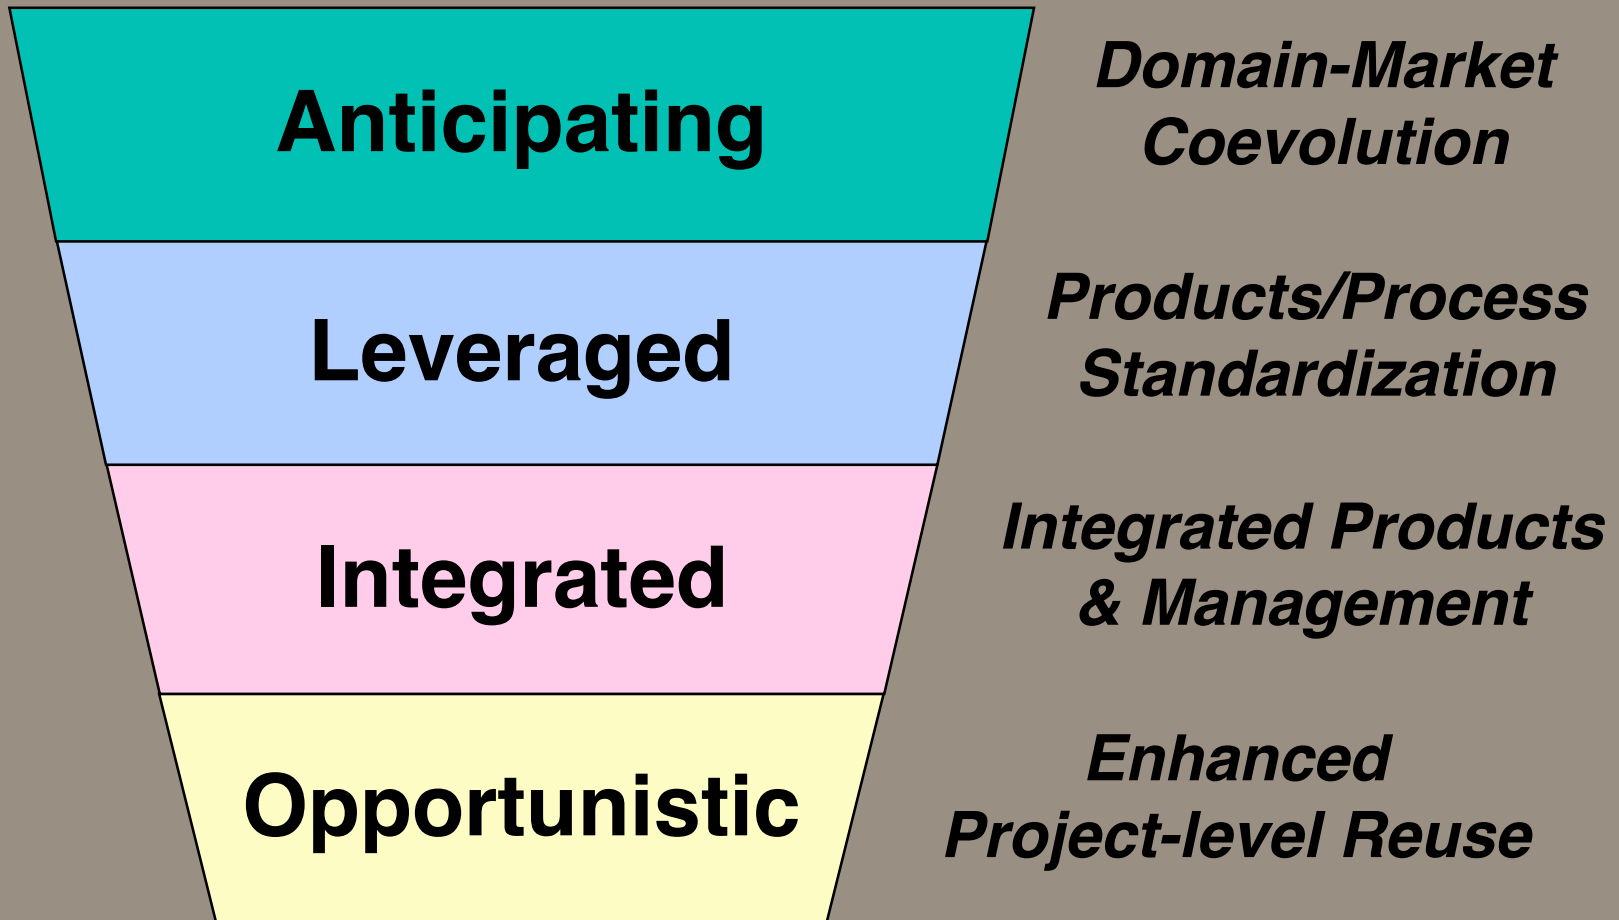 Anticipating
Domain-Market
Coevolution
Leveraged
Products/Process
Standardization
Integrated
Integrated Products
& Management
Opportunistic
Enhanced
Project-level Reuse